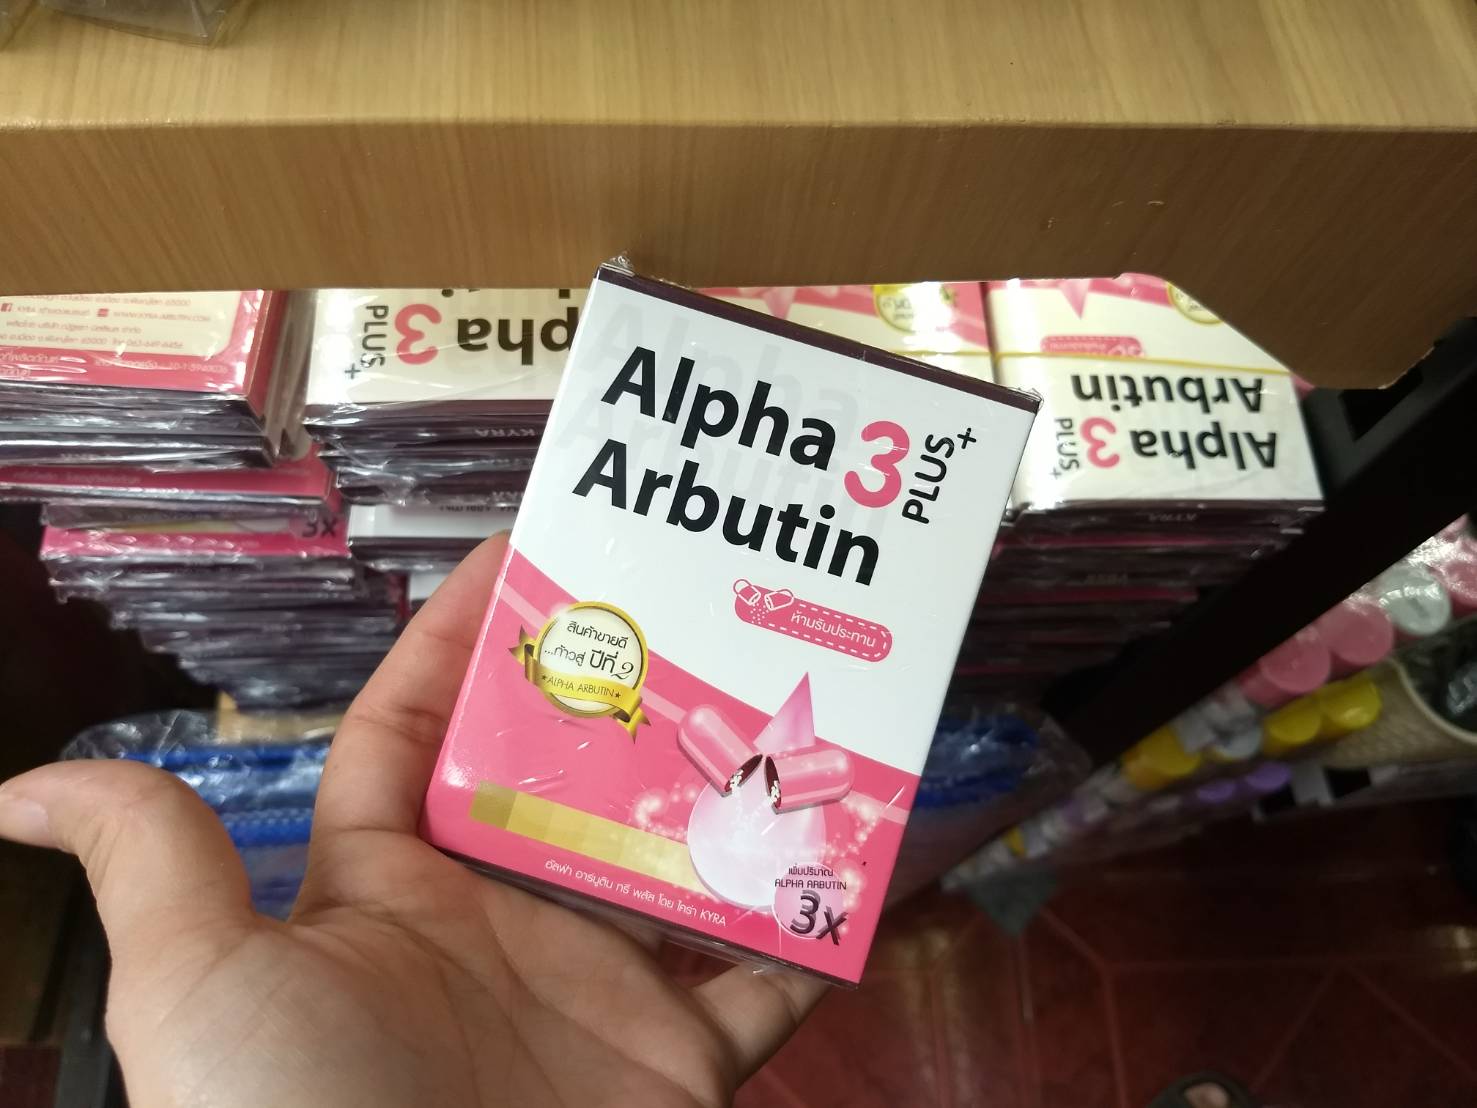 Alpha 3 PLUS+
Arbutin
ห้ามรับประทาน
สินค้าขายดี
...ก้าวสู่ ปีที่ 2
ALPHA ARBUTIN
เพิ่มปริมาณ
ALPHA ARBUTIN
3X
อัลฟ่า อาร์บูติน ทรี พลัส โดย ไคร่า KYRA
Alpha 3 PLUS+
Alpha 3 PLUS+
Arbutin
KYRA
KYRA
3X